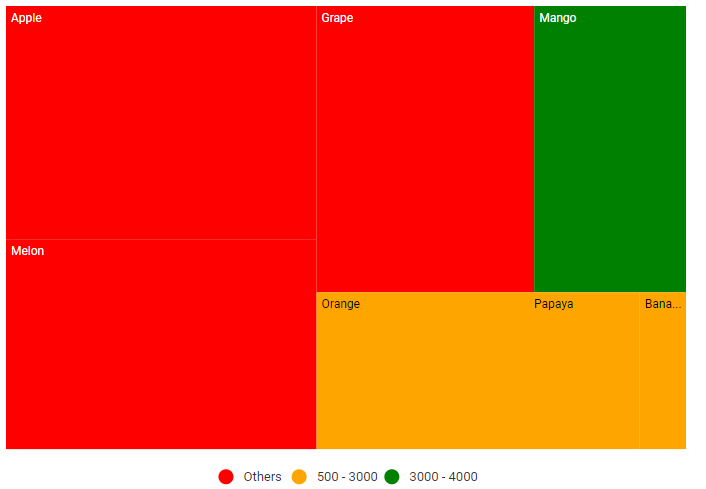 Apple
Grape
Mango
Melon
Orange
Papaya
Bana...
Others
500 - 3000
3000 - 4000